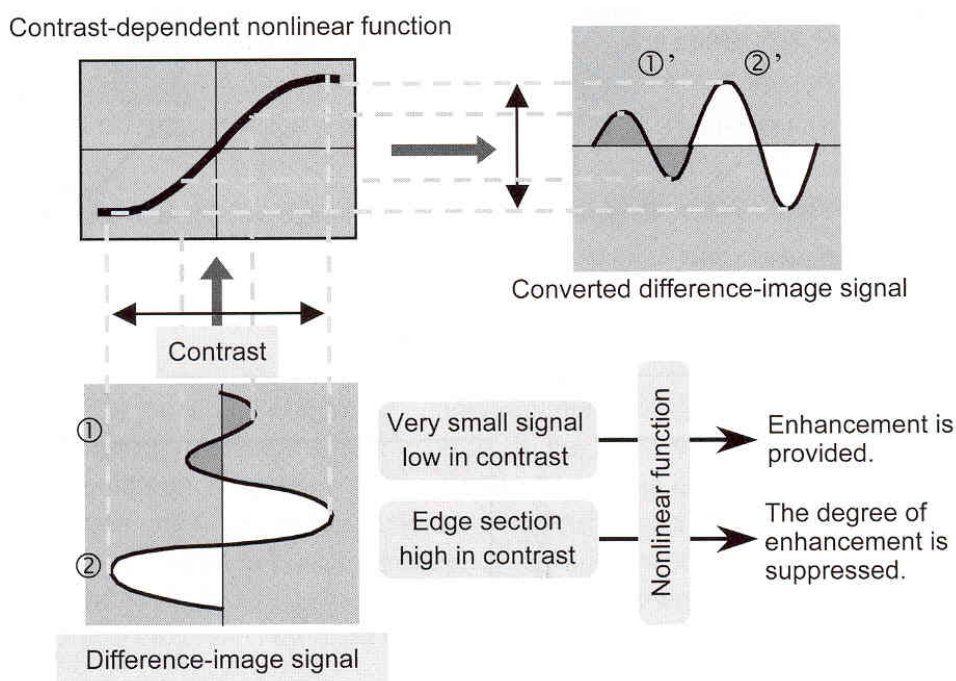 Contrast-dependent nonlinear function
①’ ②’
Converted difference-image signal
Contrast
①
②
Difference-image signal
Very small signal
low in contrast
Edge section
high in contrast
Nonlinear function
Enhancement is
provided.
The degree of
enhancement is
suppressed.